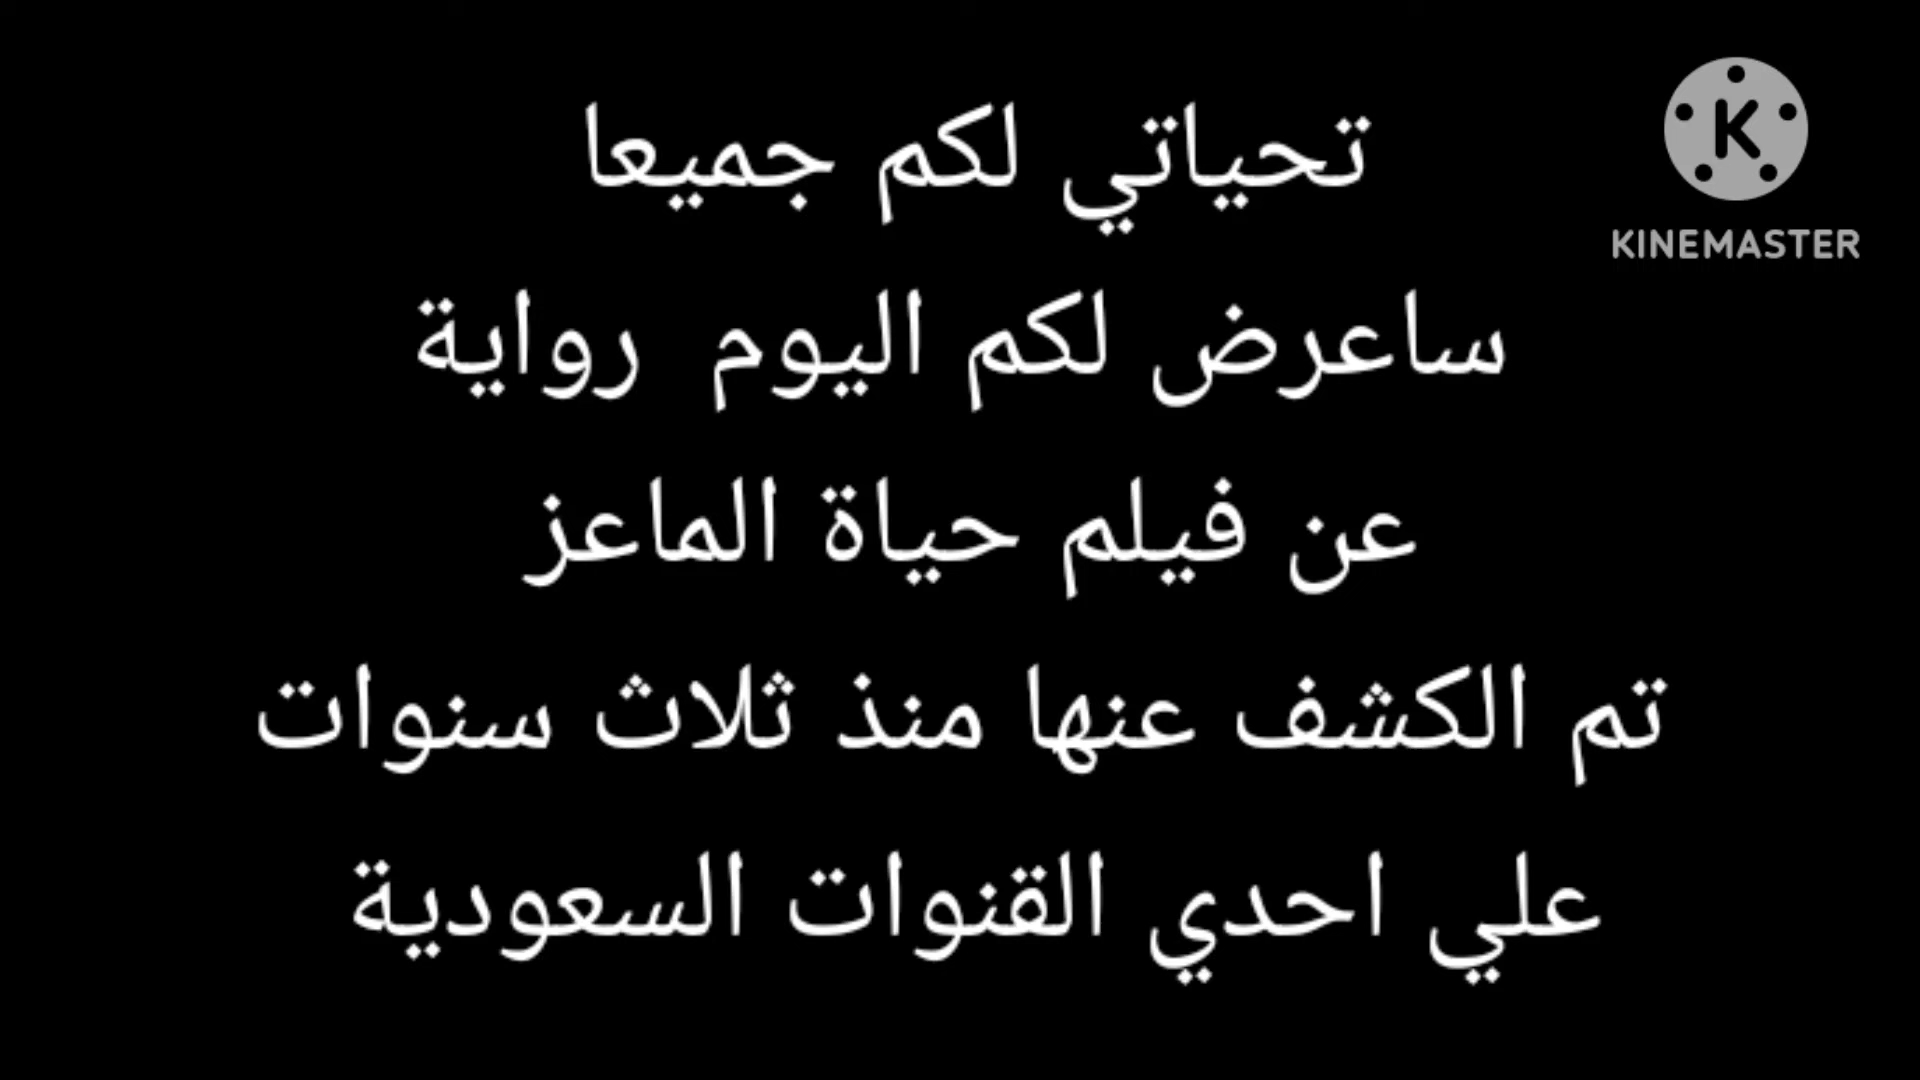 تحياتي لكم جميعا
ساعرض لكم اليوم رواية
عن فيلم حياة الماعز
تم الكشف عنها منذ ثلاث سنوات
علي احدي القنوات السعودية
K
KINEMASTER